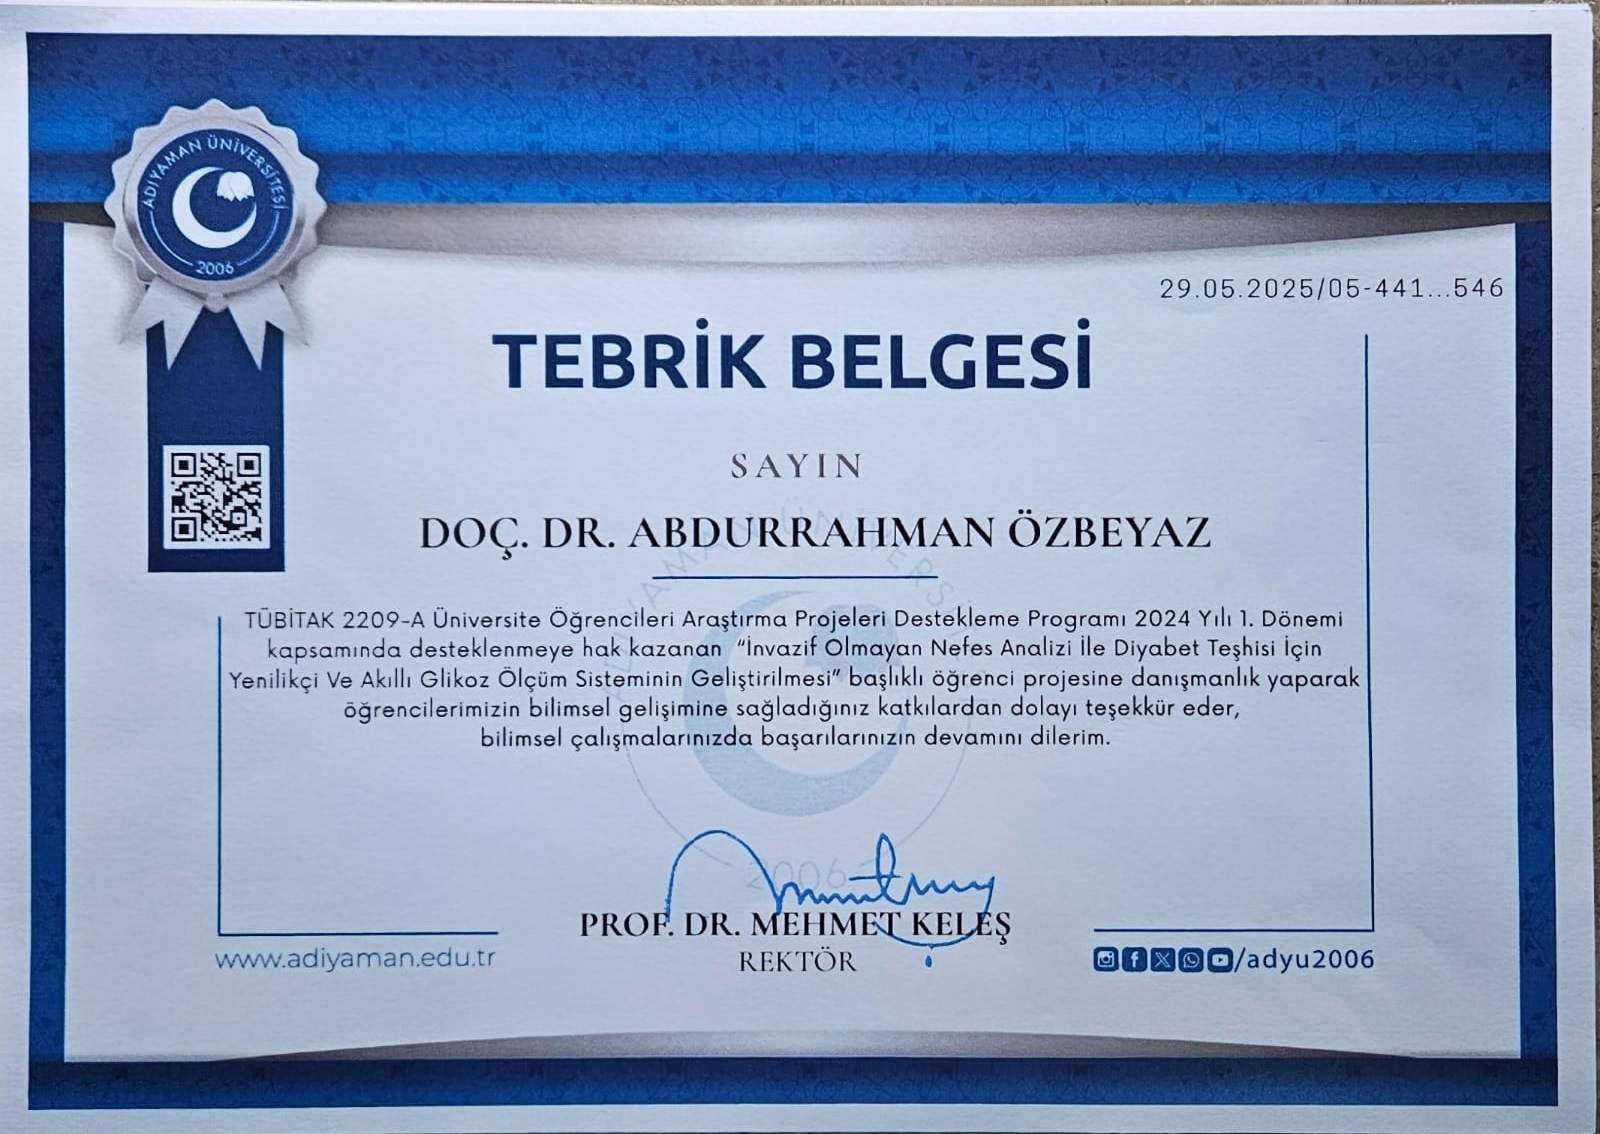 ADIYAMAN ÜNİVERSİTESİ
2006
29.05.2025/05-441...546
TEBRİK BELGESİ
SAYIN
DOÇ. DR. ABDURRAHMAN ÖZBEYAZ
TÜBİTAK 2209-A Üniversite Öğrencileri Araştırma Projeleri Destekleme Programı 2024 Yılı 1. Dönemi
kapsamında desteklenmeye hak kazanan "İnvazif Olmayan Nefes Analizi İle Diyabet Teşhisi İçin
Yenilikçi Ve Akıllı Glikoz Ölçüm Sisteminin Geliştirilmesi" başlıklı öğrenci projesine danışmanlık yaparak
öğrencilerimizin bilimsel gelişimine sağladığınız katkılardan dolayı teşekkür eder,
bilimsel çalışmalarınızda başarılarınızın devamını dilerim.
2006
PROF. DR. MEHMET KELEŞ
REKTÖR
www.adiyaman.edu.tr
/adyu2006